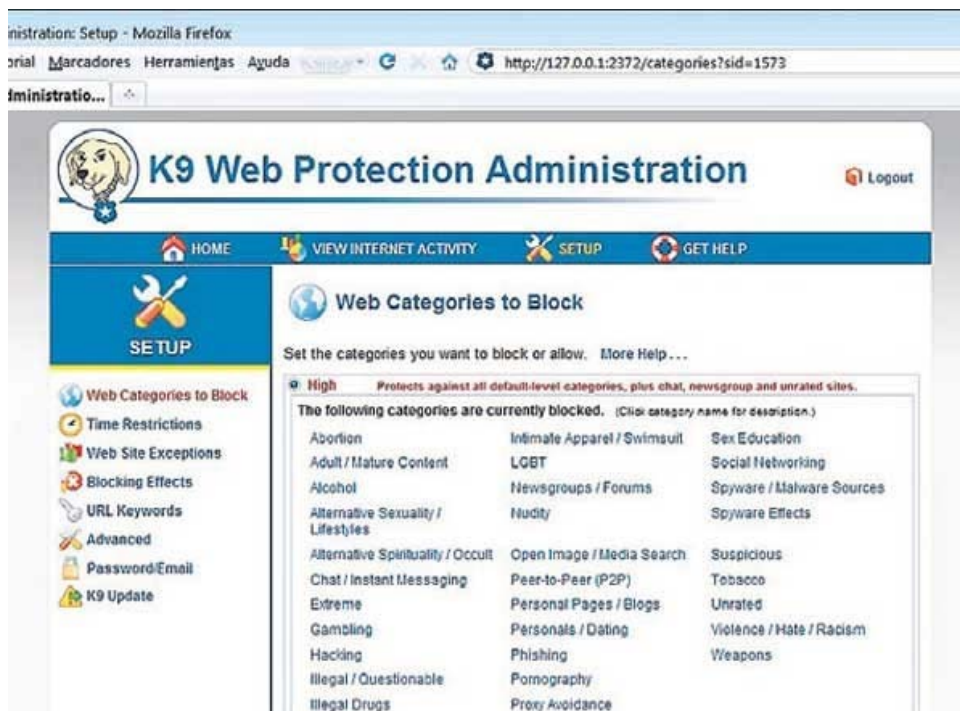 nistration: Setup - Mozilla Firefox
orial Marcadores Herramientas Ayuda http://127.0.0.1:2372/categories?sid=1573
dministratio...
K9 Web Protection Administration
Logout
HOME VIEW INTERNET ACTIVITY SETUP GET HELP
SETUP
Web Categories to Block
Time Restrictions
Web Site Exceptions
Blocking Effects
URL Keywords
Advanced
Password/Email
K9 Update
Web Categories to Block
Set the categories you want to block or allow. More Help...
High Protects against all default-level categories, plus chat, newsgroup and unrated sites.
The following categories are currently blocked. (Click category name for description.)
Abortion Intimate Apparel / Swimsuit Sex Education
Adult / Mature Content LGBT Social Networking
Alcohol Newsgroups / Forums Spyware / Malware Sources
Alternative Sexuality / Nudity Spyware Effects
Lifestyles
Alternative Spirituality / Occult Open Image / Media Search Suspicious
Chat / Instant Messaging Peer-to-Peer (P2P) Tobacco
Extreme Personal Pages / Blogs Unrated
Gambling Personals / Dating Violence / Hate / Racism
Hacking Phishing Weapons
Illegal / Questionable Pornography
Illegal Drugs Proxy Avoidance